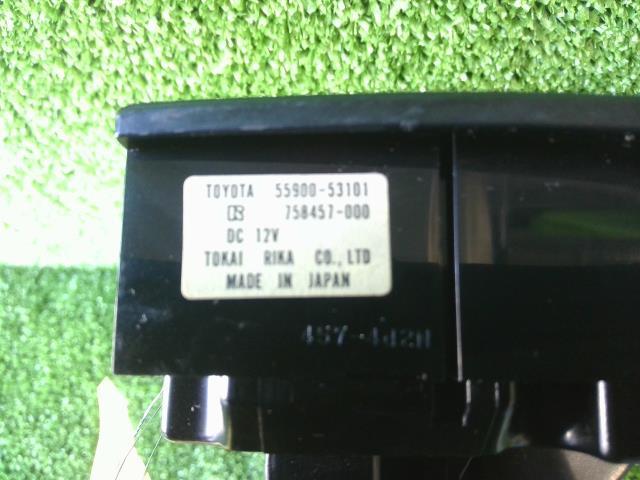 TOYOTA 55900-53101
758457-000
DC 12V
TOKAI RIKA CO., LTD
MADE IN JAPAN